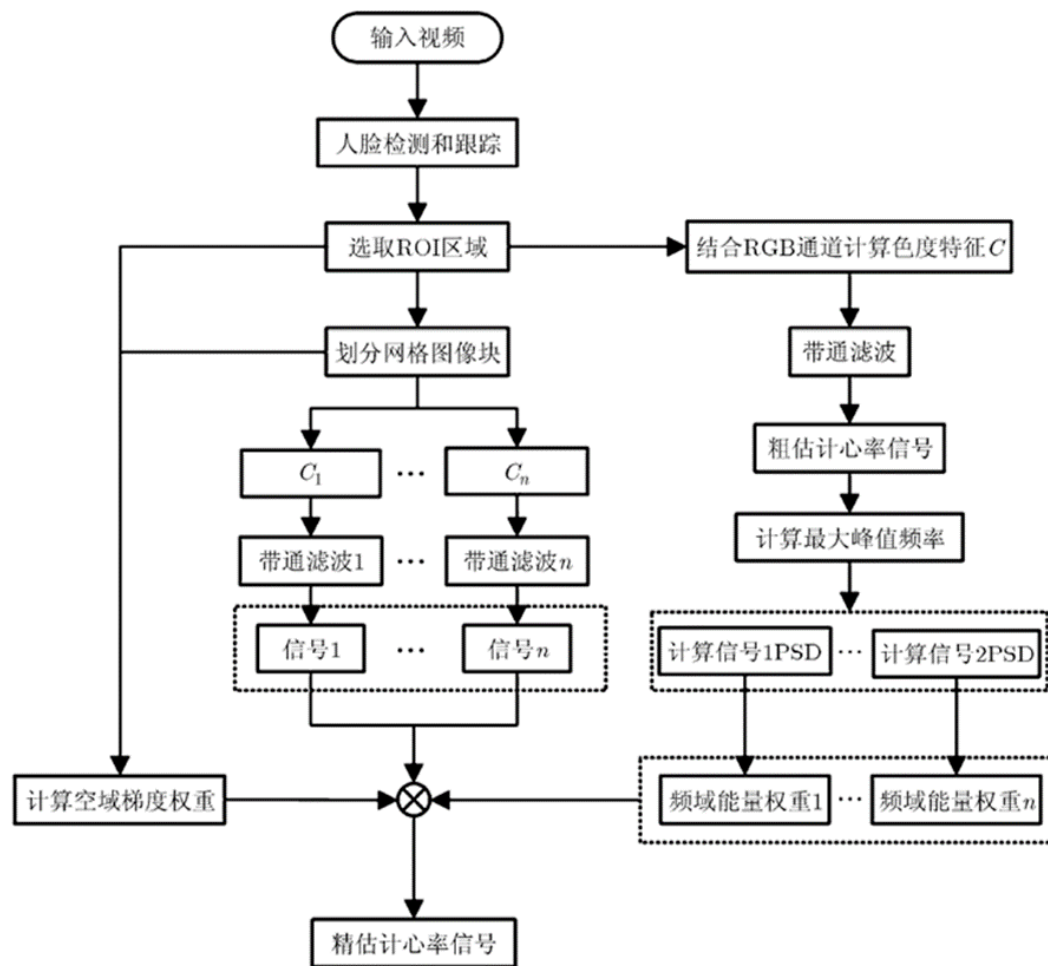 输入视频
人脸检测和跟踪
选取ROI区域
结合RGB通道计算色度特征C
划分网格图像块
带通滤波
C₁ … Cₙ
粗估计心率信号
带通滤波1 … 带通滤波n
计算最大峰值频率
信号1 … 信号n
计算信号1PSD … 计算信号2PSD
计算空域梯度权重
频域能量权重1 … 频域能量权重n
精估计心率信号